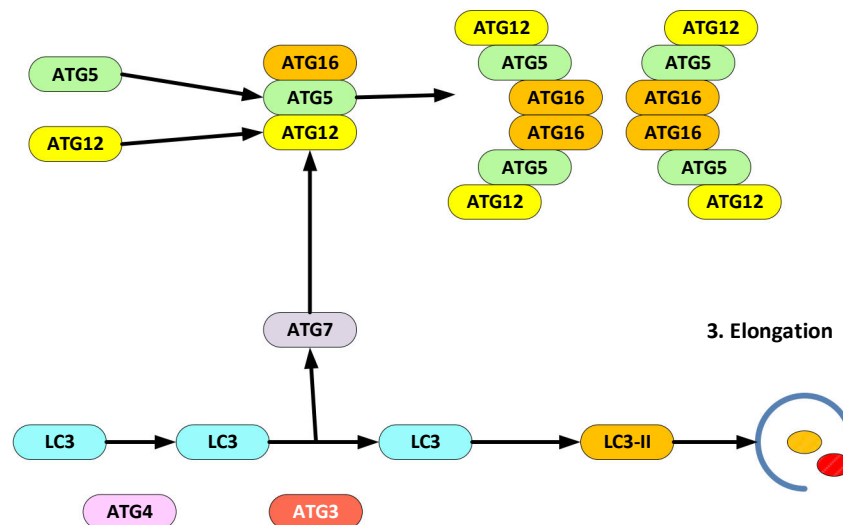 ATG12
ATG12
ATG5
ATG16
ATG5
ATG5
ATG5
ATG16
ATG16
ATG12
ATG12
ATG16
ATG16
ATG5
ATG5
ATG12
ATG12
ATG7
3. Elongation
LC3
LC3
LC3
LC3-II
ATG4
ATG3